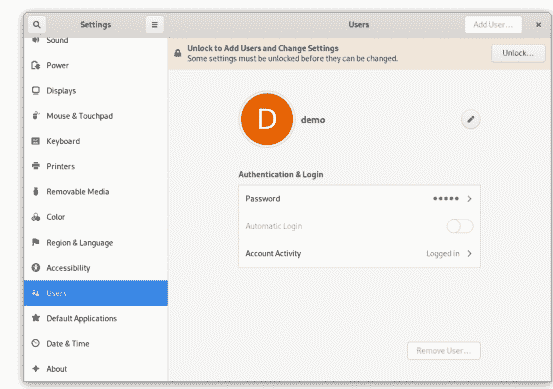 Settings
Users
Add User...
Sound
Power
Displays
Mouse & Touchpad
Keyboard
Printers
Removable Media
Color
Region & Language
Accessibility
Users
Default Applications
Date & Time
About
Unlock to Add Users and Change Settings
Some settings must be unlocked before they can be changed.
Unlock...
D
demo
Authentication & Login
Password
•••••
Automatic Login
Account Activity
Logged in
Remove User...